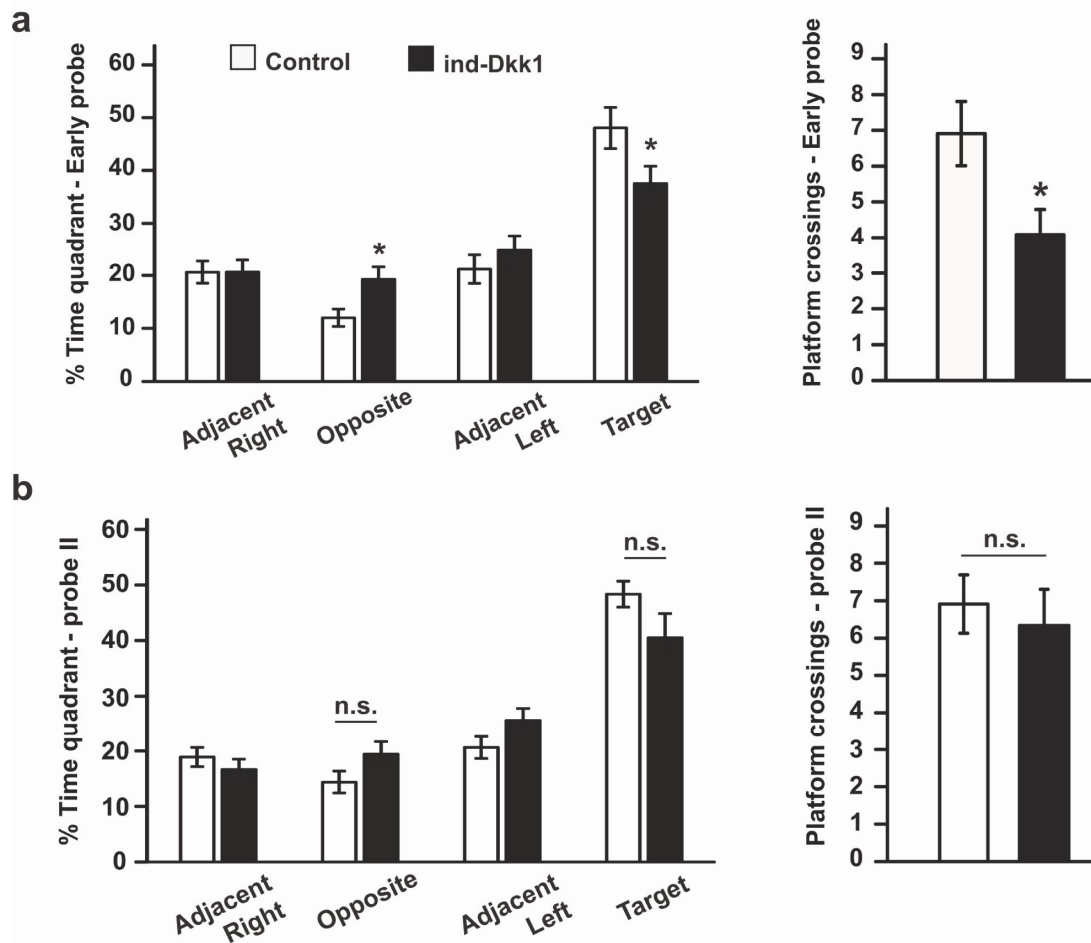 a
% Time quadrant - Early probe
60
50
40
30
20
10
0
Control
ind-Dkk1
*
*
Adjacent
Right
Opposite
Adjacent
Left
Target
Platform crossings - Early probe
9
8
7
6
5
4
3
2
1
0
*
b
% Time quadrant - probe II
60
50
40
30
20
10
0
n.s.
n.s.
Adjacent
Right
Opposite
Adjacent
Left
Target
Platform crossings - probe II
9
8
7
6
5
4
3
2
1
0
n.s.